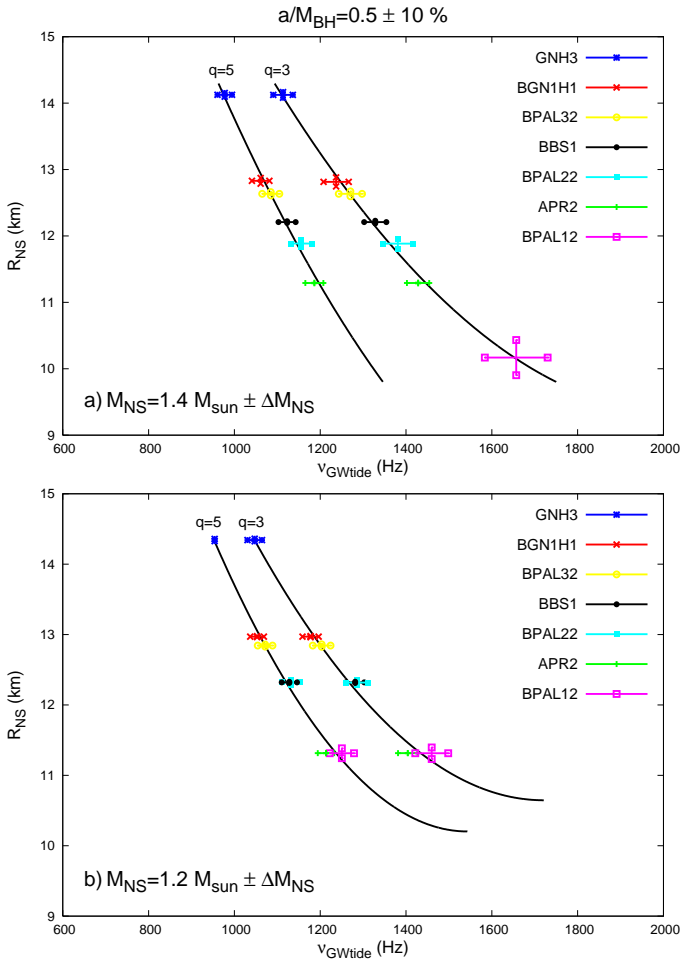 a/M_BH=0.5 ± 10 %
15
14
13
12
11
10
9
R_NS (km)
q=5 q=3
GNH3
BGN1H1
BPAL32
BBS1
BPAL22
APR2
BPAL12
a) M_NS=1.4 M_sun ± ΔM_NS
600 800 1000 1200 1400 1600 1800 2000
ν_GWtide (Hz)
15
14
13
12
11
10
9
R_NS (km)
q=5 q=3
GNH3
BGN1H1
BPAL32
BBS1
BPAL22
APR2
BPAL12
b) M_NS=1.2 M_sun ± ΔM_NS
600 800 1000 1200 1400 1600 1800 2000
ν_GWtide (Hz)